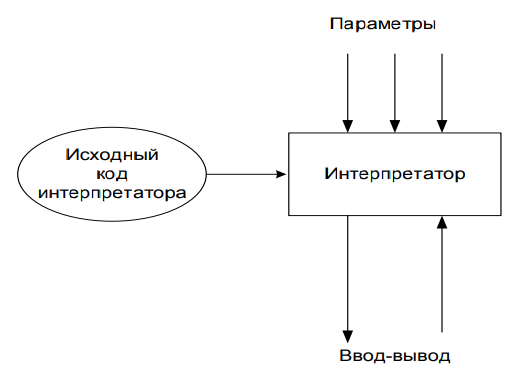 Параметры
Исходный
код
интерпретатора
Интерпретатор
Ввод-вывод